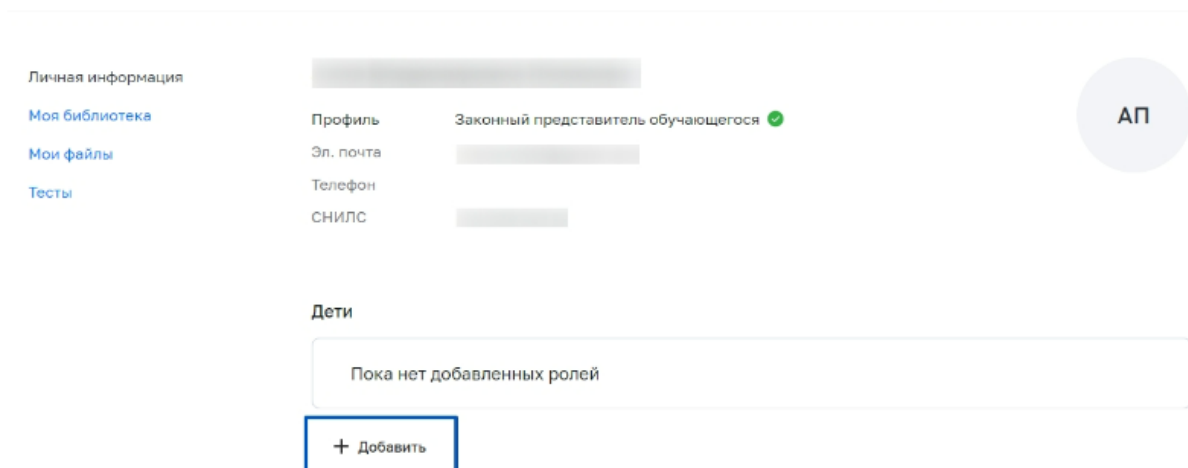 Личная информация
Моя библиотека
Мои файлы
Тесты
Профиль Законный представитель обучающегося
Эл. почта
Телефон
СНИЛС
АП
Дети
Пока нет добавленных ролей
+ Добавить